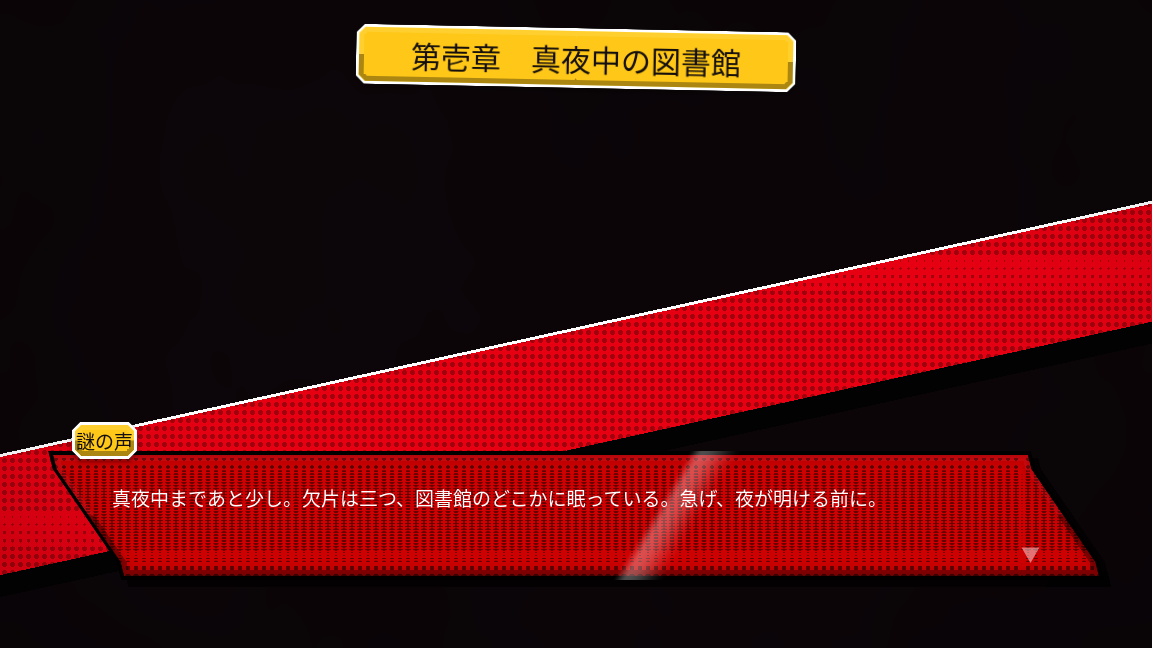 第壱章　真夜中の図書館
謎の声
真夜中まであと少し。欠片は三つ、図書館のどこかに眠っている。急げ、夜が明ける前に。